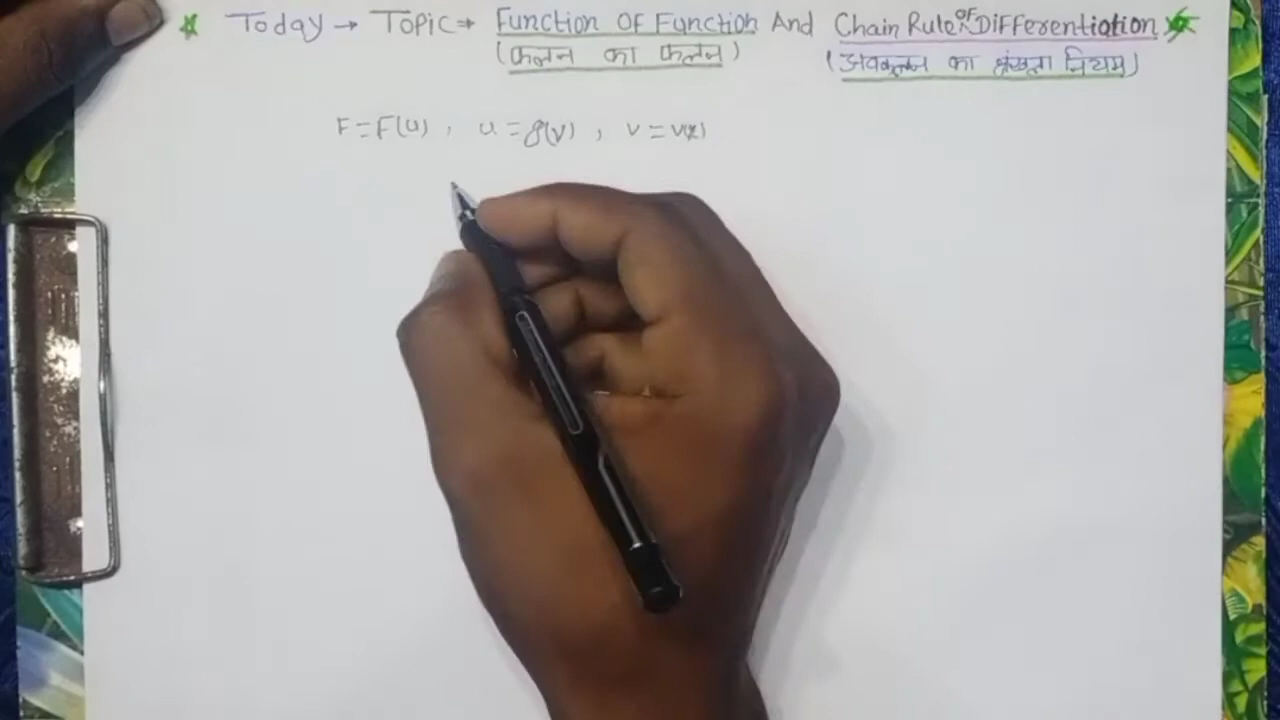 Today → Topic ⇒ Function Of Function And Chain Rule of Differentiation
(फलन का फलन) (अवकलन का श्रृंखला नियम)
F = F(u) , u = g(v) , v = v(x)